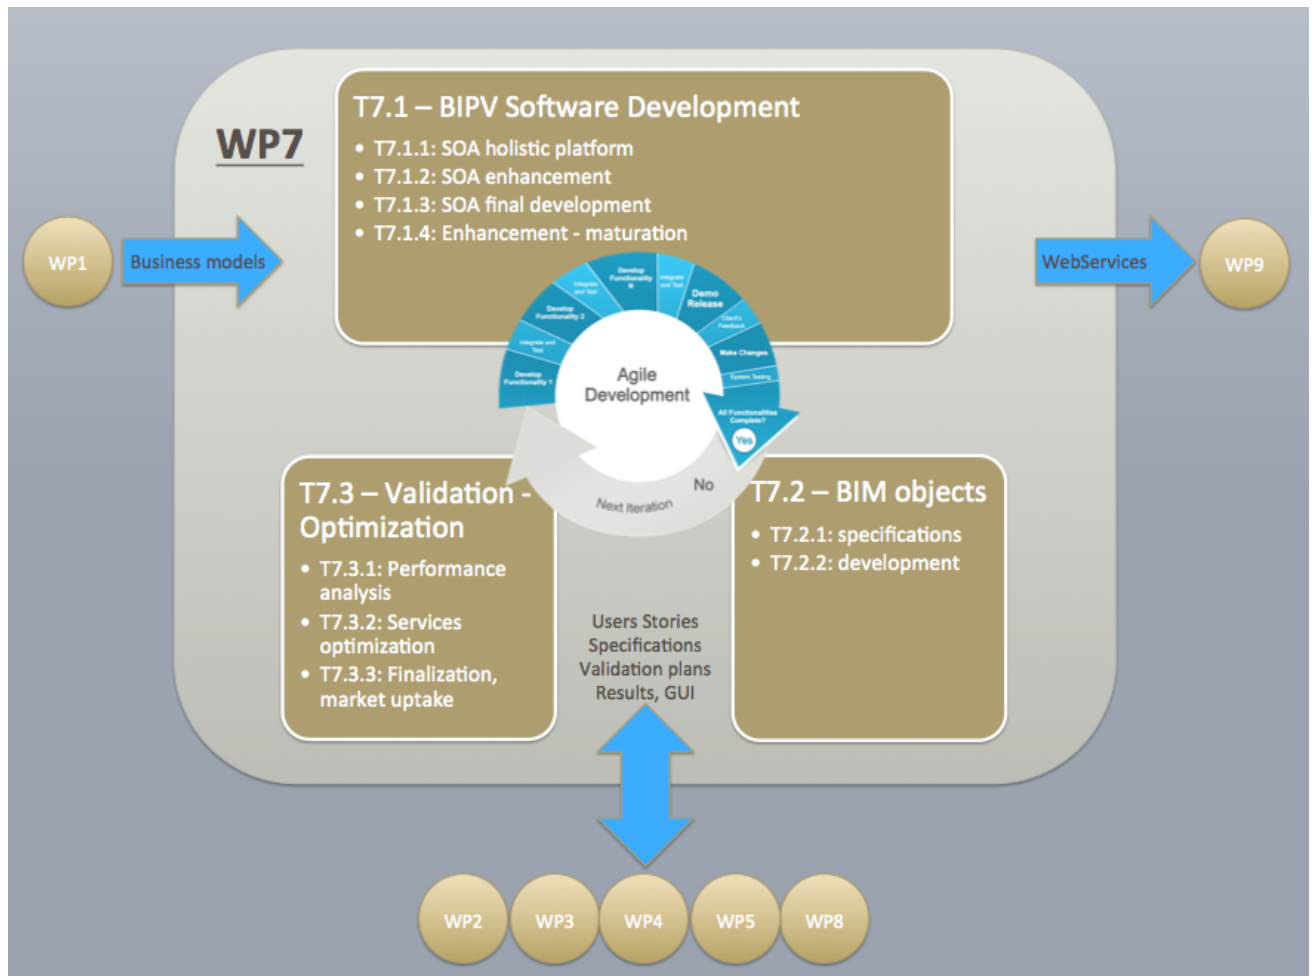 WP7
T7.1 – BIPV Software Development
• T7.1.1: SOA holistic platform
• T7.1.2: SOA enhancement
• T7.1.3: SOA final development
• T7.1.4: Enhancement - maturation
WP1
Business models
WebServices
WP9
Develop
Functionality 1
Integrate and
Test
Develop
Functionality 2
Integrate
and Test
Develop
Functionality
N
Integrate
and Test
Demo
Release
Client's
Feedback
Make Changes
System Testing
All Functionalities
Complete?
Yes
No
Next Iteration
Agile
Development
T7.3 – Validation -
Optimization
• T7.3.1: Performance
analysis
• T7.3.2: Services
optimization
• T7.3.3: Finalization,
market uptake
T7.2 – BIM objects
• T7.2.1: specifications
• T7.2.2: development
Users Stories
Specifications
Validation plans
Results, GUI
WP2
WP3
WP4
WP5
WP8